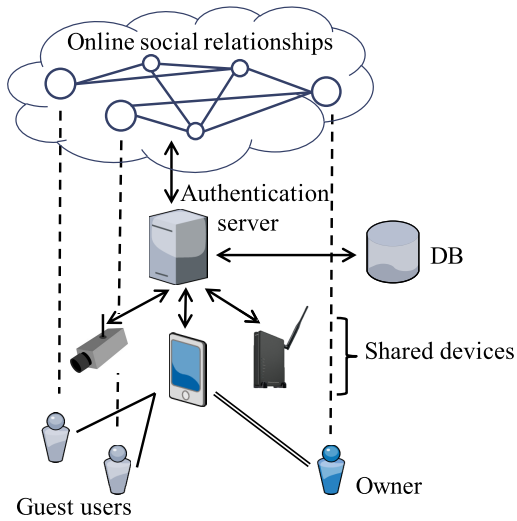 Online social relationships
Authentication
server
DB
Shared devices
Owner
Guest users